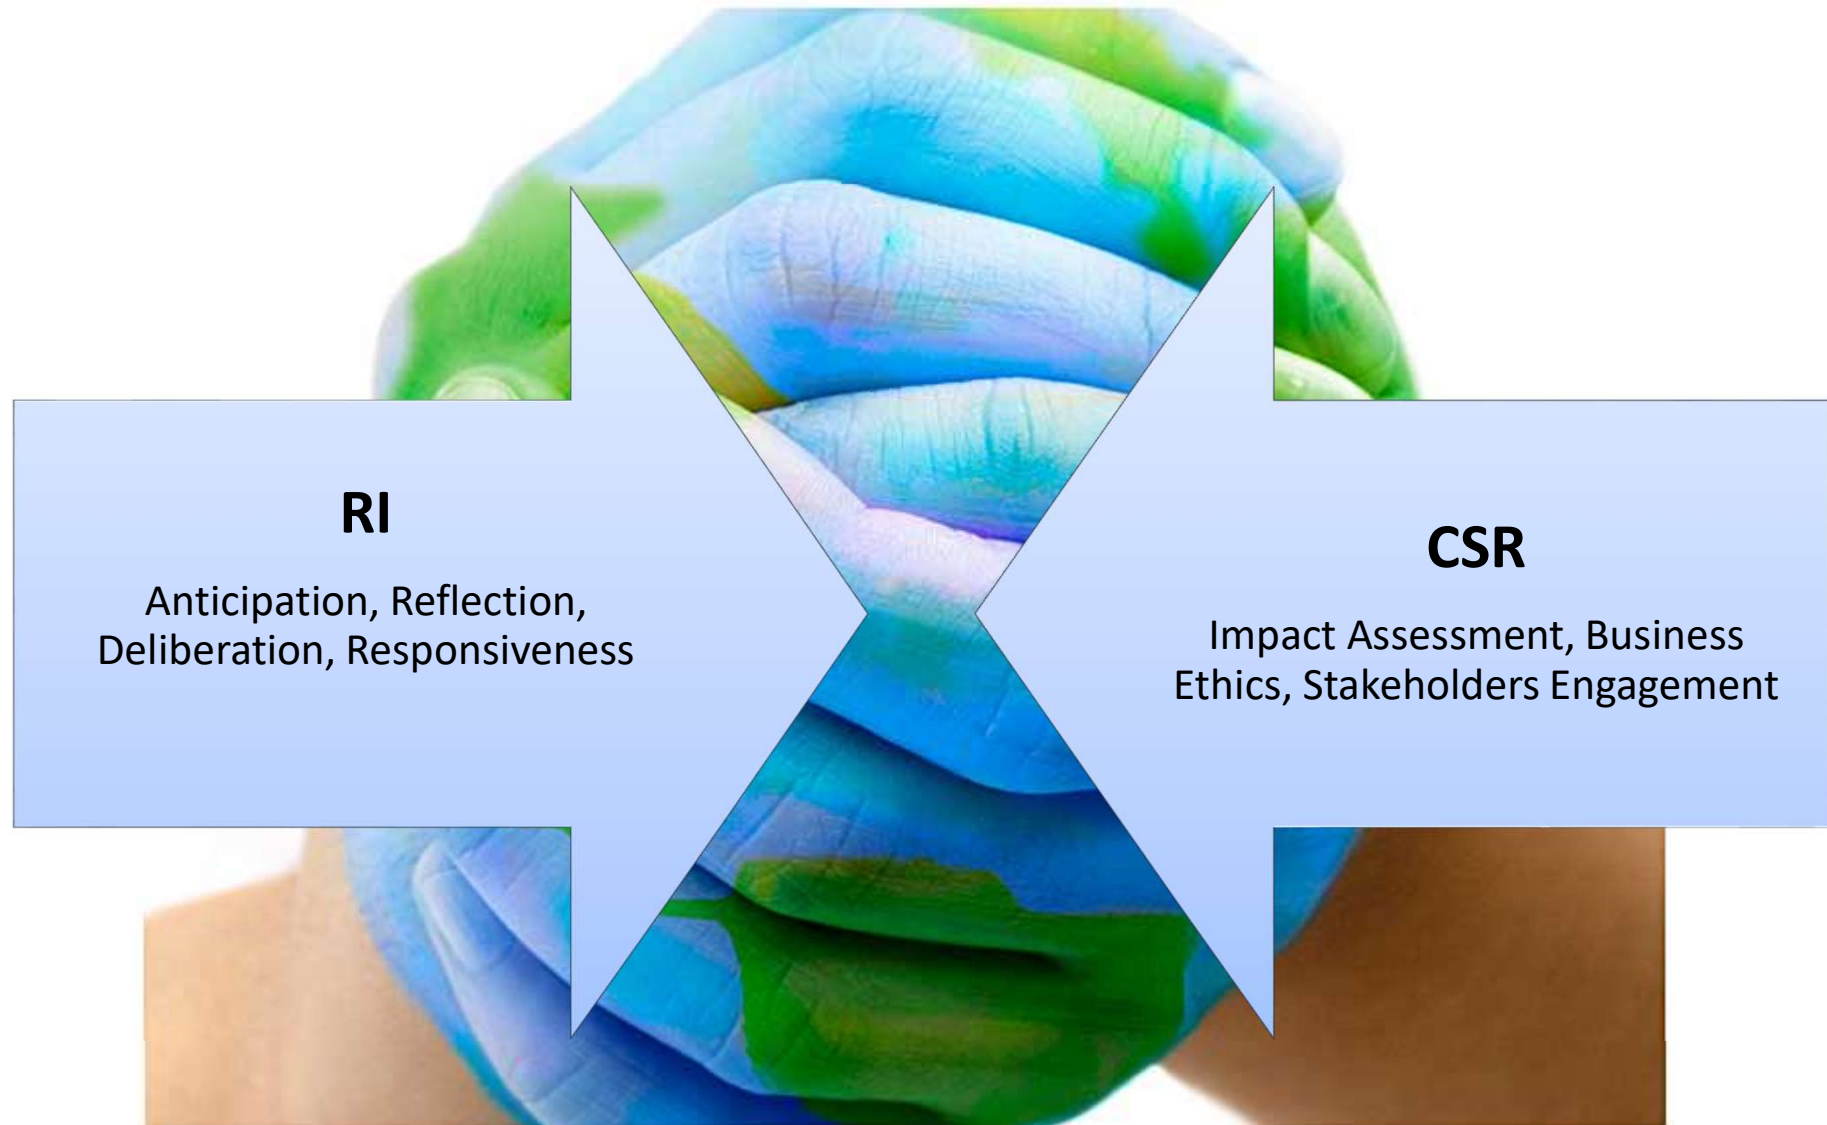 RI
Anticipation, Reflection,
Deliberation, Responsiveness
CSR
Impact Assessment, Business
Ethics, Stakeholders Engagement